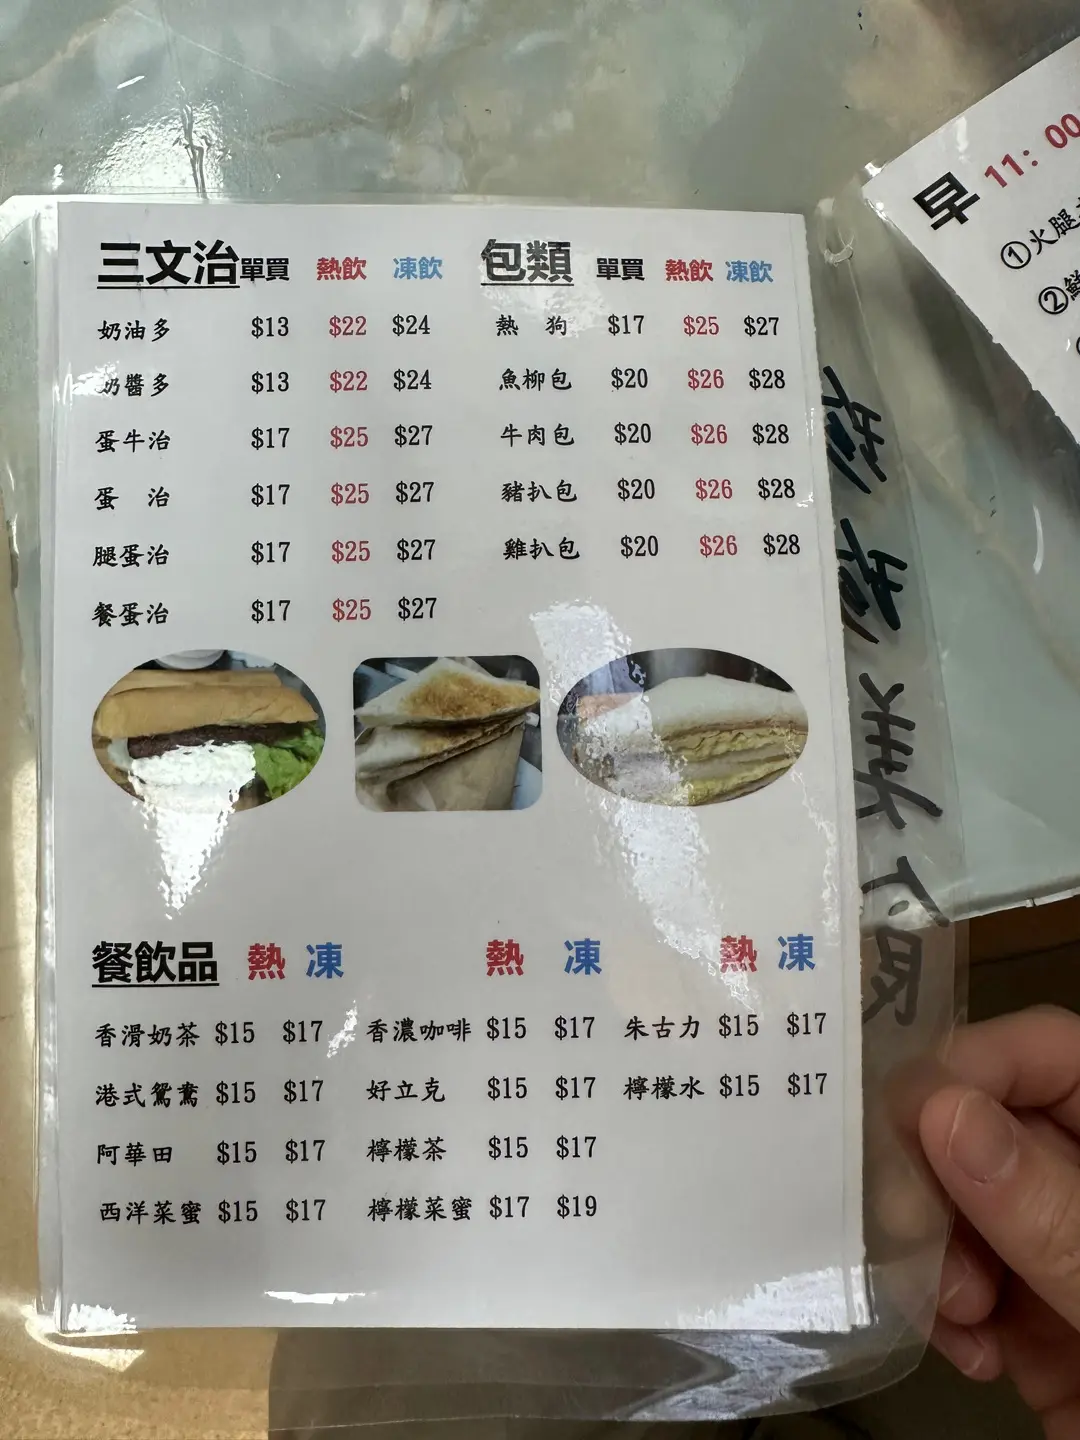 三文治 單買 熱飲 凍飲
奶油多 $13 $22 $24
奶醬多 $13 $22 $24
蛋牛治 $17 $25 $27
蛋 治 $17 $25 $27
腿蛋治 $17 $25 $27
餐蛋治 $17 $25 $27
包類 單買 熱飲 凍飲
熱 狗 $17 $25 $27
魚柳包 $20 $26 $28
牛肉包 $20 $26 $28
豬扒包 $20 $26 $28
雞扒包 $20 $26 $28
餐飲品 熱 凍 熱 凍 熱 凍
香滑奶茶 $15 $17 香濃咖啡 $15 $17 朱古力 $15 $17
港式鴛鴦 $15 $17 好立克 $15 $17 檸檬水 $15 $17
阿華田 $15 $17 檸檬茶 $15 $17
西洋菜蜜 $15 $17 檸檬菜蜜 $17 $19
早 11：00
①火腿
②鮮